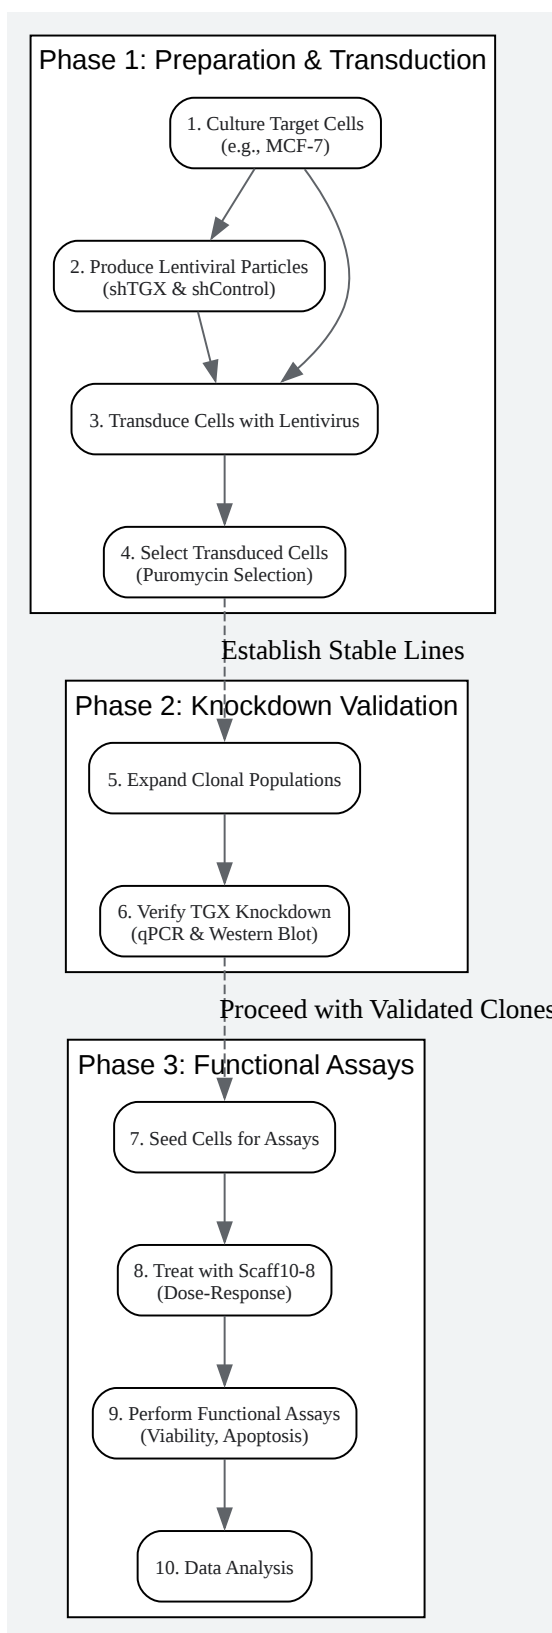 Phase 1: Preparation & Transduction
1. Culture Target Cells
(e.g., MCF-7)
2. Produce Lentiviral Particles
(shTGX & shControl)
3. Transduce Cells with Lentivirus
4. Select Transduced Cells
(Puromycin Selection)
Establish Stable Lines
Phase 2: Knockdown Validation
5. Expand Clonal Populations
6. Verify TGX Knockdown
(qPCR & Western Blot)
Proceed with Validated Clones
Phase 3: Functional Assays
7. Seed Cells for Assays
8. Treat with Scaff10-8
(Dose-Response)
9. Perform Functional Assays
(Viability, Apoptosis)
10. Data Analysis